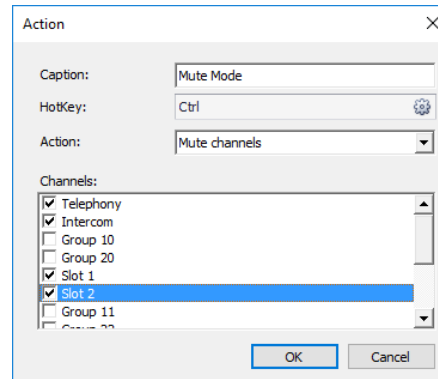 Action
Caption: Mute Mode
HotKey: Ctrl
Action: Mute channels
Channels:
Telephony
Intercom
Group 10
Group 20
Slot 1
Slot 2
Group 11
OK Cancel